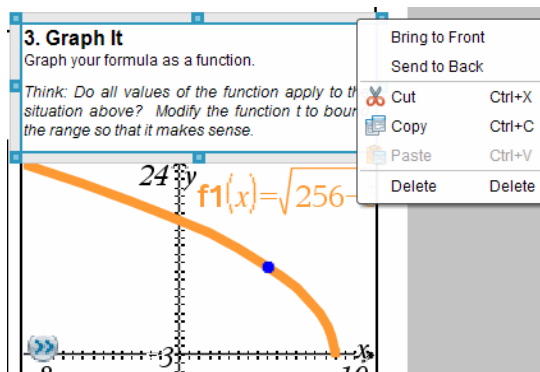 3. Graph It
Graph your formula as a function.
Think: Do all values of the function apply to
situation above? Modify the function t to
the range so that it makes sense.
Bring to Front
Send to Back
Cut Ctrl+X
Copy Ctrl+C
Paste Ctrl+V
Delete Delete
24 y
f1(x)=√256-
-3
x
-8
10